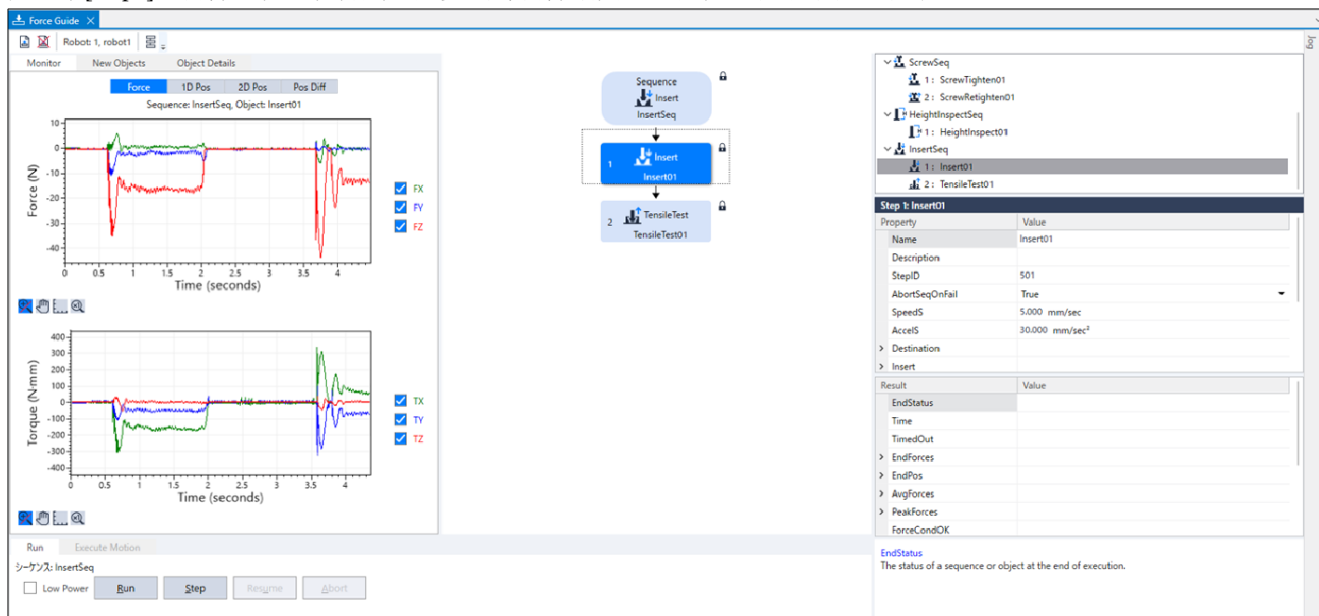 Force Guide
Robot: 1, robot1
Jog
Monitor New Objects Object Details
Force 1D Pos 2D Pos Pos Diff
Sequence: InsertSeq, Object: Insert01
10
0
-10
-20
-30
-40
Force (N)
0 0.5 1 1.5 2 2.5 3 3.5 4
Time (seconds)
FX
FY
FZ
400
300
200
100
0
-100
-200
-300
-400
Torque (N·mm)
0 0.5 1 1.5 2 2.5 3 3.5 4
Time (seconds)
TX
TY
TZ
Sequence
Insert
InsertSeq
1 Insert
Insert01
2 TensileTest
TensileTest01
ScrewSeq
1 : ScrewTighten01
2 : ScrewRetighten01
HeightInspectSeq
1 : HeightInspect01
InsertSeq
1 : Insert01
2 : TensileTest01
Step 1: Insert01
Property Value
Name Insert01
Description
StepID 501
AbortSeqOnFail True
SpeedS 5.000 mm/sec
AccelS 30.000 mm/sec²
Destination
Insert
Result Value
EndStatus
Time
TimedOut
EndForces
EndPos
AvgForces
PeakForces
ForceCondOK
EndStatus
The status of a sequence or object at the end of execution.
Run Execute Motion
シーケンス: InsertSeq
Low Power Run Step Resume Abort